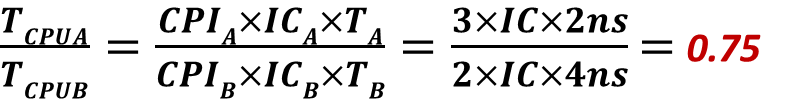 T_CPUA / T_CPUB = CPI_A×IC_A×T_A / CPI_B×IC_B×T_B = 3×IC×2ns / 2×IC×4ns = 0.75